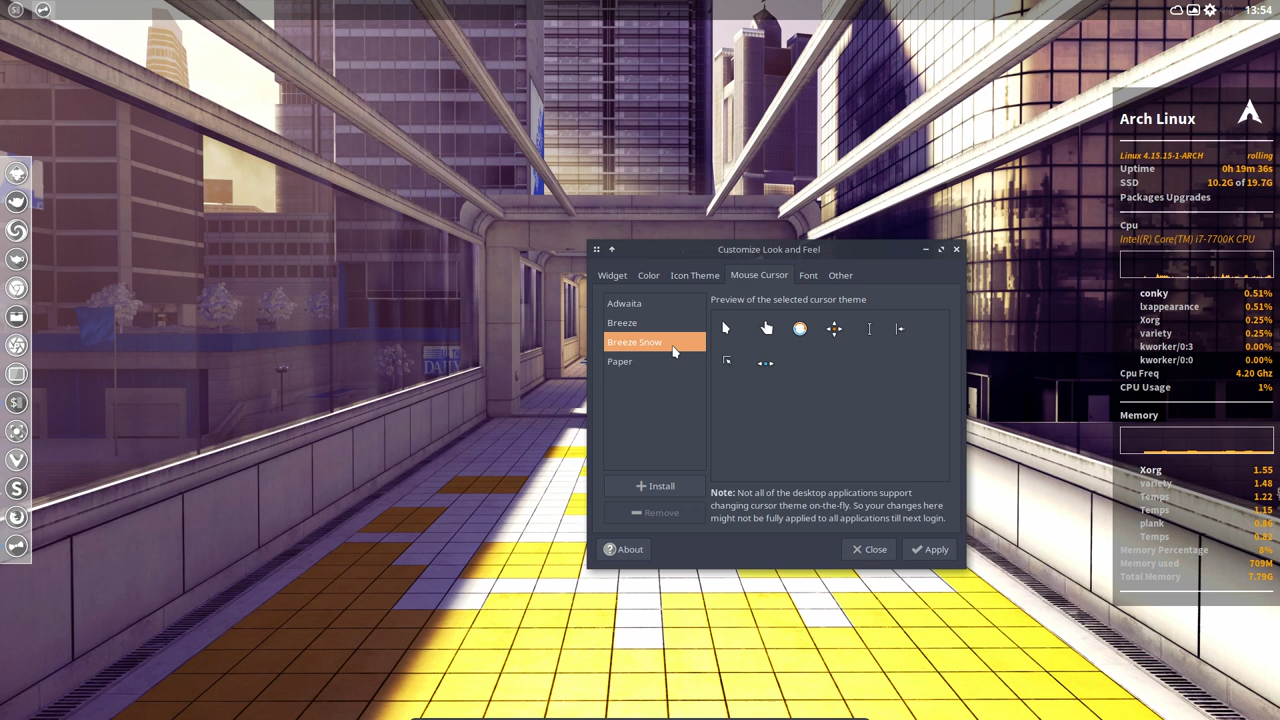 13:54
Arch Linux
Linux 4.15.15-1-ARCH rolling
Uptime 0h 19m 36s
SSD 10.2G of 19.7G
Packages Upgrades
Cpu
Intel(R) Core(TM) i7-7700K CPU
conky 0.51%
lxappearance 0.51%
Xorg 0.25%
variety 0.25%
kworker/0:3 0.00%
kworker/0:0 0.00%
Cpu Freq 4.20 Ghz
CPU Usage 1%
Memory
Xorg 1.55
variety 1.48
Temps 1.22
Temps 1.15
plank 0.86
Temps 0.82
Memory Percentage 8%
Memory used 709M
Total Memory 7.79G
Customize Look and Feel
Widget Color Icon Theme Mouse Cursor Font Other
Adwaita
Breeze
Breeze Snow
Paper
Install
Remove
Preview of the selected cursor theme
Note: Not all of the desktop applications support
changing cursor theme on-the-fly. So your changes here
might not be fully applied to all applications till next login.
About
Close
Apply
DAILY